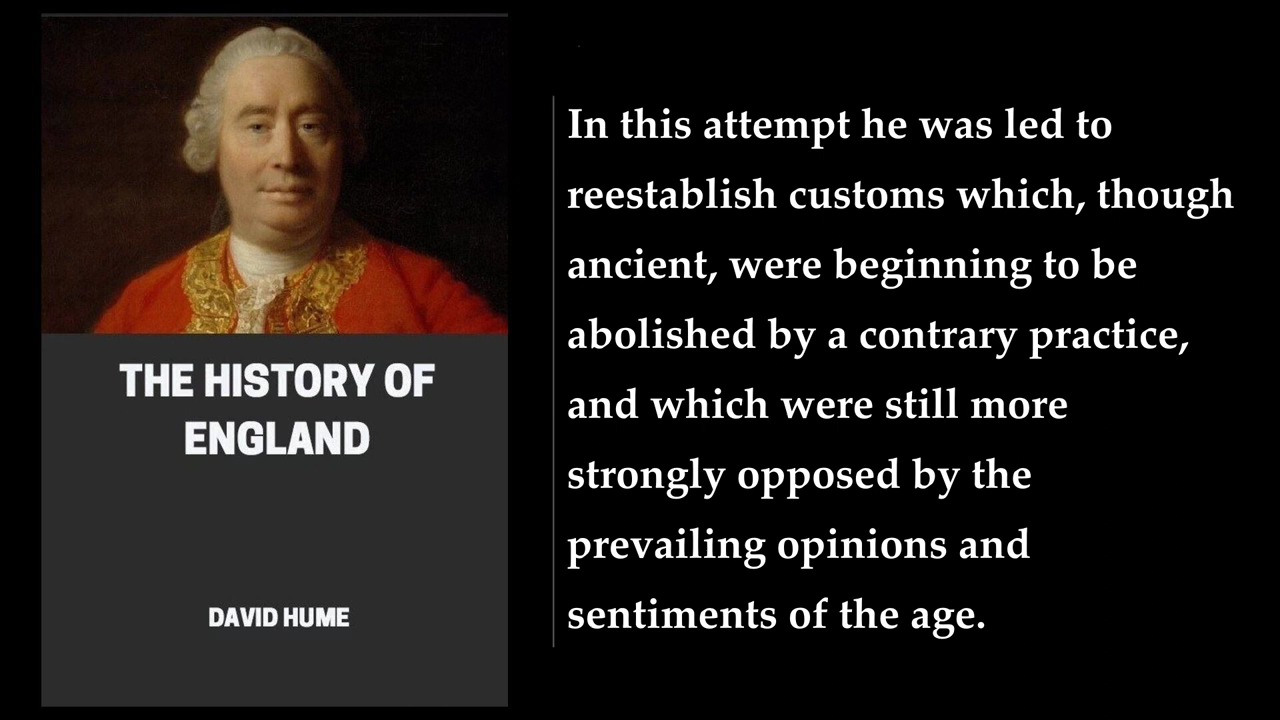 THE HISTORY OF
ENGLAND
DAVID HUME
In this attempt he was led to
reestablish customs which, though
ancient, were beginning to be
abolished by a contrary practice,
and which were still more
strongly opposed by the
prevailing opinions and
sentiments of the age.